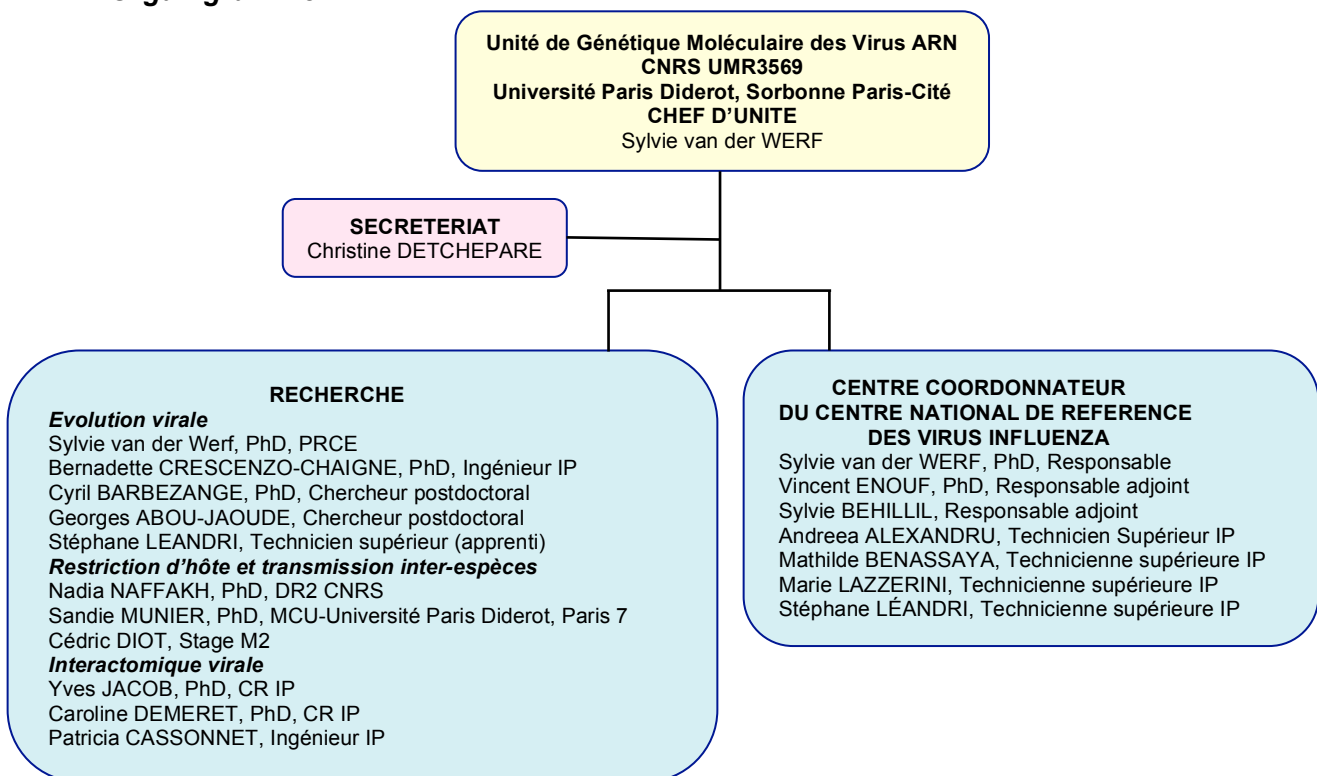 Unité de Génétique Moléculaire des Virus ARN
CNRS UMR3569
Université Paris Diderot, Sorbonne Paris-Cité
CHEF D'UNITE
Sylvie van der WERF
SECRETERIAT
Christine DETCHEPARE
RECHERCHE
Evolution virale
Sylvie van der Werf, PhD, PRCE
Bernadette CRESCENZO-CHAIGNE, PhD, Ingénieur IP
Cyril BARBEZANGE, PhD, Chercheur postdoctoral
Georges ABOU-JAOUDE, Chercheur postdoctoral
Stéphane LEANDRI, Technicien supérieur (apprenti)
Restriction d'hôte et transmission inter-espèces
Nadia NAFFAKH, PhD, DR2 CNRS
Sandie MUNIER, PhD, MCU-Université Paris Diderot, Paris 7
Cédric DIOT, Stage M2
Interactomique virale
Yves JACOB, PhD, CR IP
Caroline DEMERET, PhD, CR IP
Patricia CASSONNET, Ingénieur IP
CENTRE COORDONNATEUR
DU CENTRE NATIONAL DE REFERENCE
DES VIRUS INFLUENZA
Sylvie van der WERF, PhD, Responsable
Vincent ENOUF, PhD, Responsable adjoint
Sylvie BEHILLIL, Responsable adjoint
Andreea ALEXANDRU, Technicien Supérieur IP
Mathilde BENASSAYA, Technicienne supérieure IP
Marie LAZZERINI, Technicienne supérieure IP
Stéphane LÉANDRI, Technicienne supérieure IP